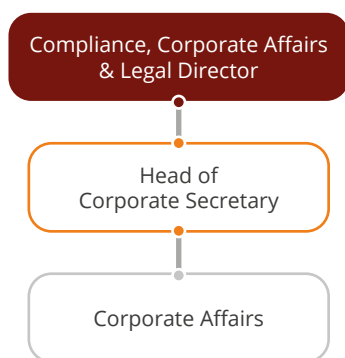 Compliance, Corporate Affairs
& Legal Director
Head of
Corporate Secretary
Corporate Affairs